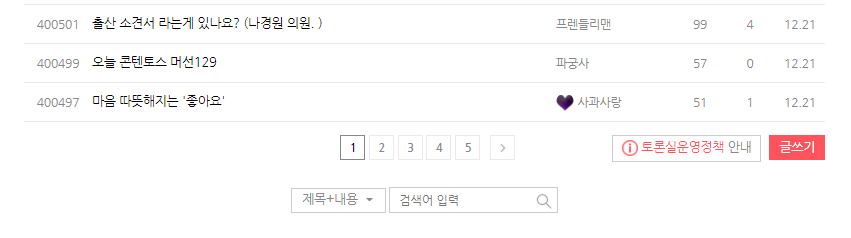 400501 출산 소견서 라는게 있나요? (나경원 의원. ) 프렌들리맨 99 4 12.21
400499 오늘 콘텐토스 머선129 파궁사 57 0 12.21
400497 마음 따뜻해지는 '좋아요' 사과사랑 51 1 12.21
1 2 3 4 5 > 토론실운영정책 안내 글쓰기
제목+내용 검색어 입력